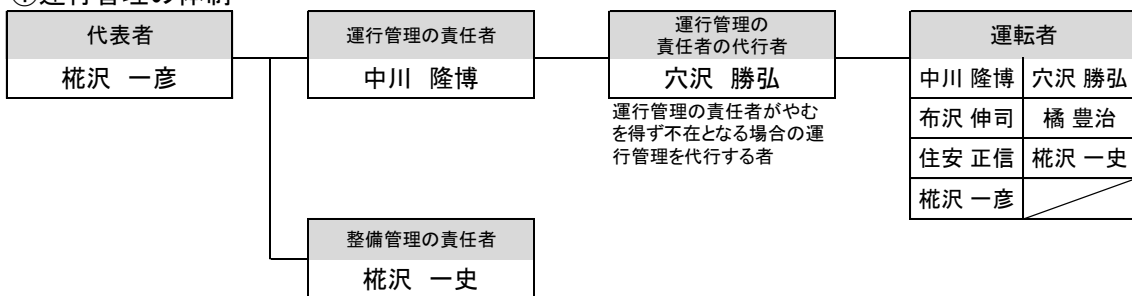 ①運行管理の体制
代表者
椛沢 一彦
運行管理の責任者
中川 隆博
運行管理の
責任者の代行者
穴沢 勝弘
運行管理の責任者がやむ
を得ず不在となる場合の運
行管理を代行する者
運転者
中川 隆博 穴沢 勝弘
布沢 伸司 橘 豊治
住安 正信 椛沢 一史
椛沢 一彦
整備管理の責任者
椛沢 一史